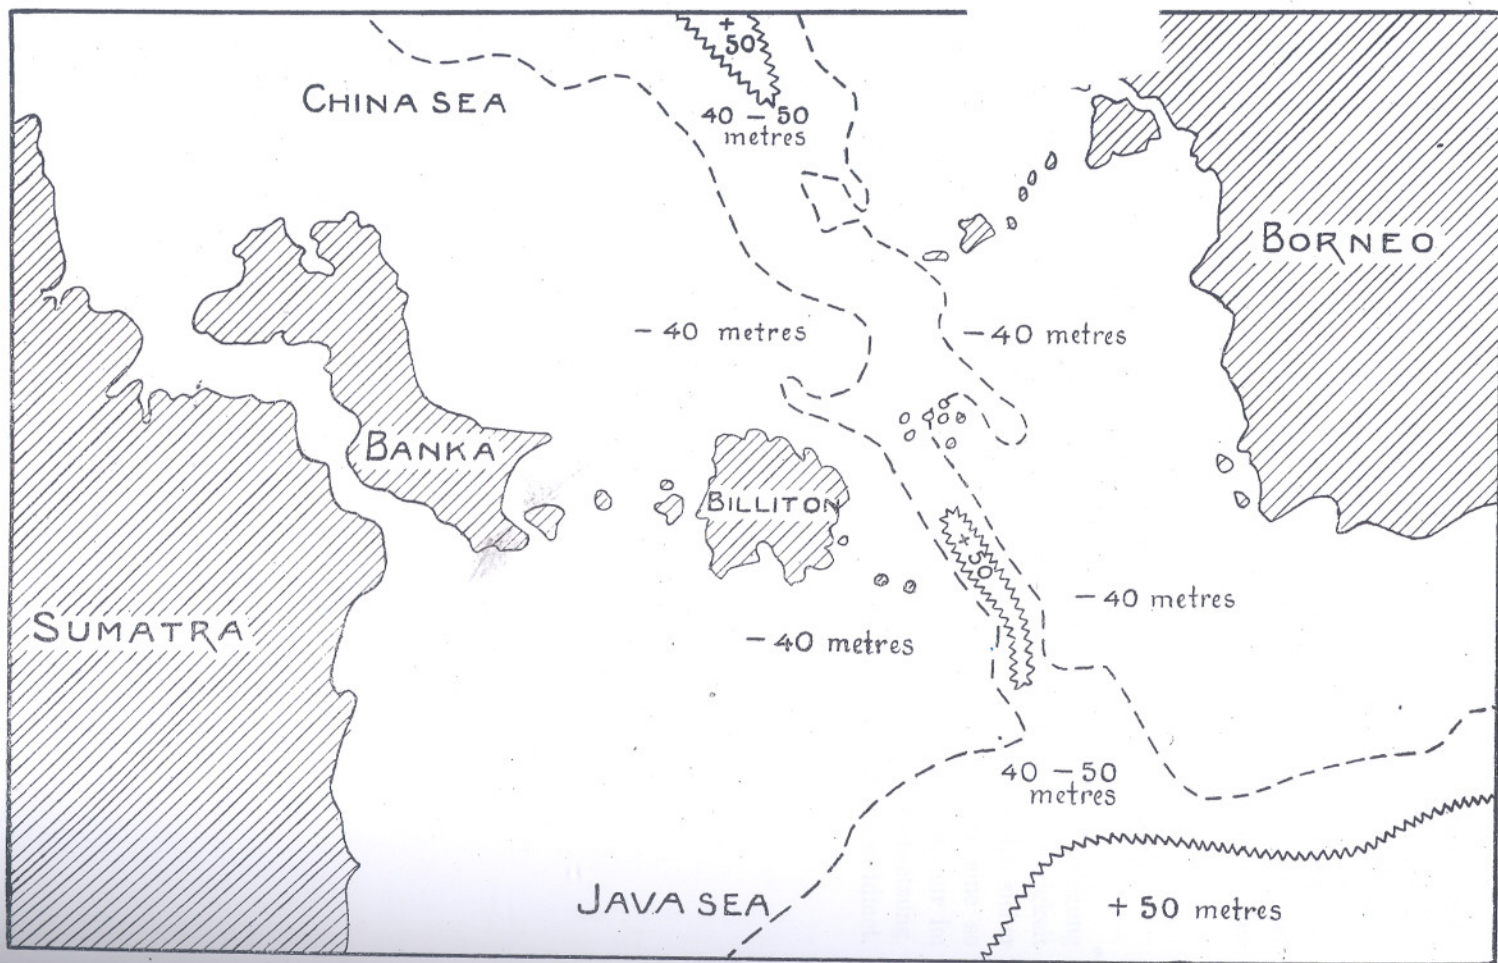 +
50
CHINA SEA
40 – 50
metres
BORNEO
– 40 metres
– 40 metres
BANKA
BILLITON
+ 50
– 40 metres
SUMATRA
– 40 metres
40 – 50
metres
JAVA SEA
+ 50 metres